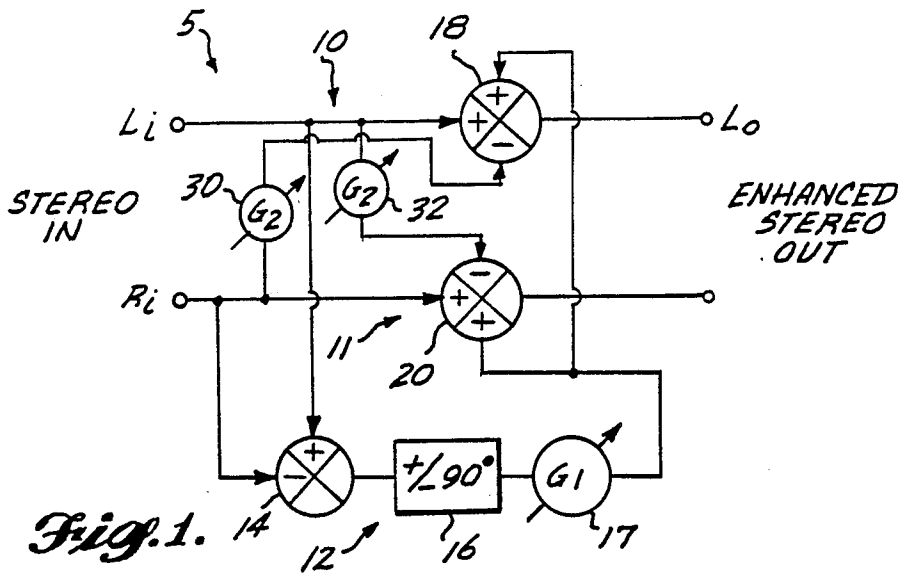 5
10
18
+
+
−
Li
Lo
30
G2
G2
32
STEREO
IN
ENHANCED
STEREO
OUT
−
+
+
Ri
11
20
+
−
+/- 90°
G1
14
12
16
17
Fig. 1.